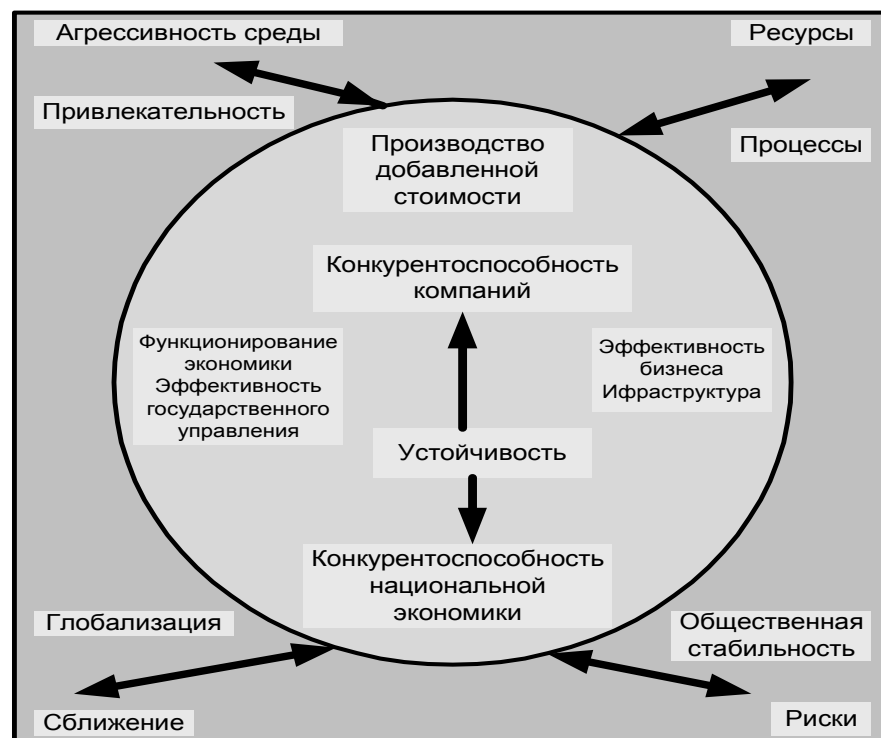 Агрессивность среды
Ресурсы
Привлекательность
Процессы
Производство
добавленной
стоимости
Конкурентоспособность
компаний
Функционирование
экономики
Эффективность
государственного
управления
Эффективность
бизнеса
Ифраструктура
Устойчивость
Конкурентоспособность
национальной
экономики
Глобализация
Общественная
стабильность
Сближение
Риски